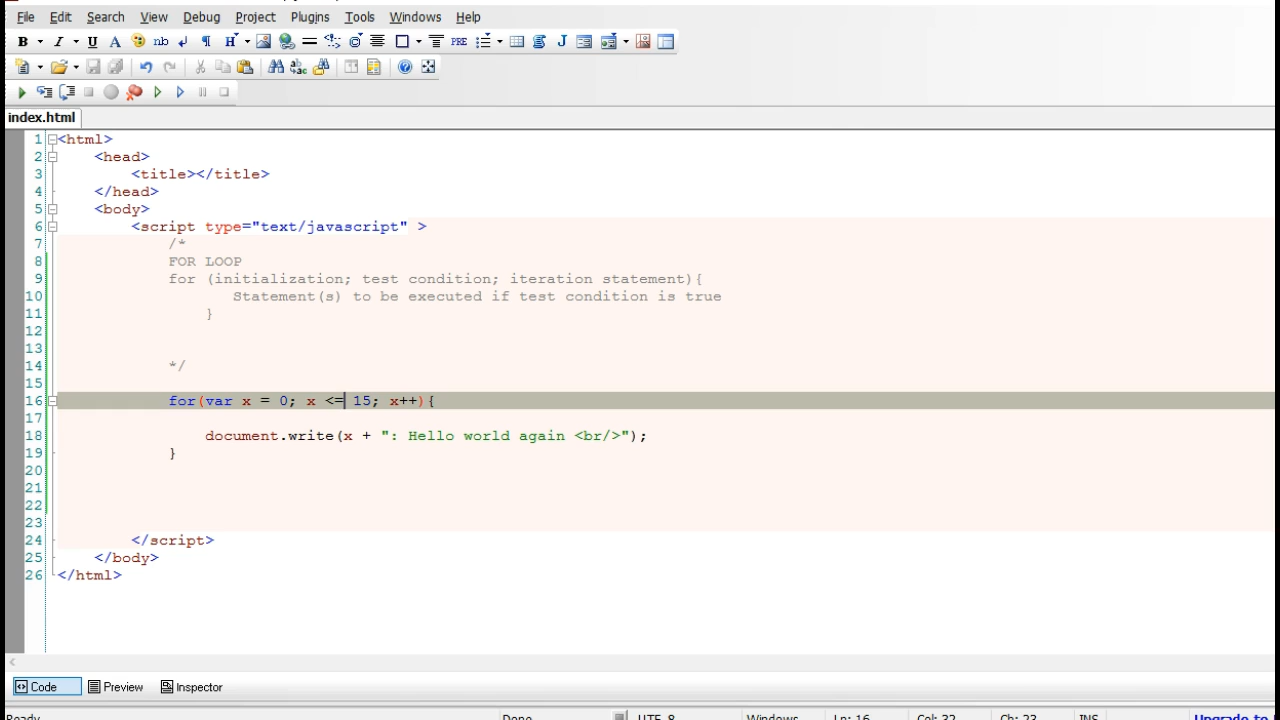 File Edit Search View Debug Project Plugins Tools Windows Help
B I U A nb H PRE J
index.html
1 <html>
2 <head>
3 <title></title>
4 </head>
5 <body>
6 <script type="text/javascript" >
7 /*
8 FOR LOOP
9 for (initialization; test condition; iteration statement){
10 Statement(s) to be executed if test condition is true
11 }
12
13
14 */
15
16 for(var x = 0; x <= 15; x++){
17
18 document.write(x + ": Hello world again <br/>");
19 }
20
21
22
23
24 </script>
25 </body>
26 </html>
Code Preview Inspector
Ready Done UTF-8 Windows Ln: 16 Col: 32 Ch: 23 INS Upgrade to